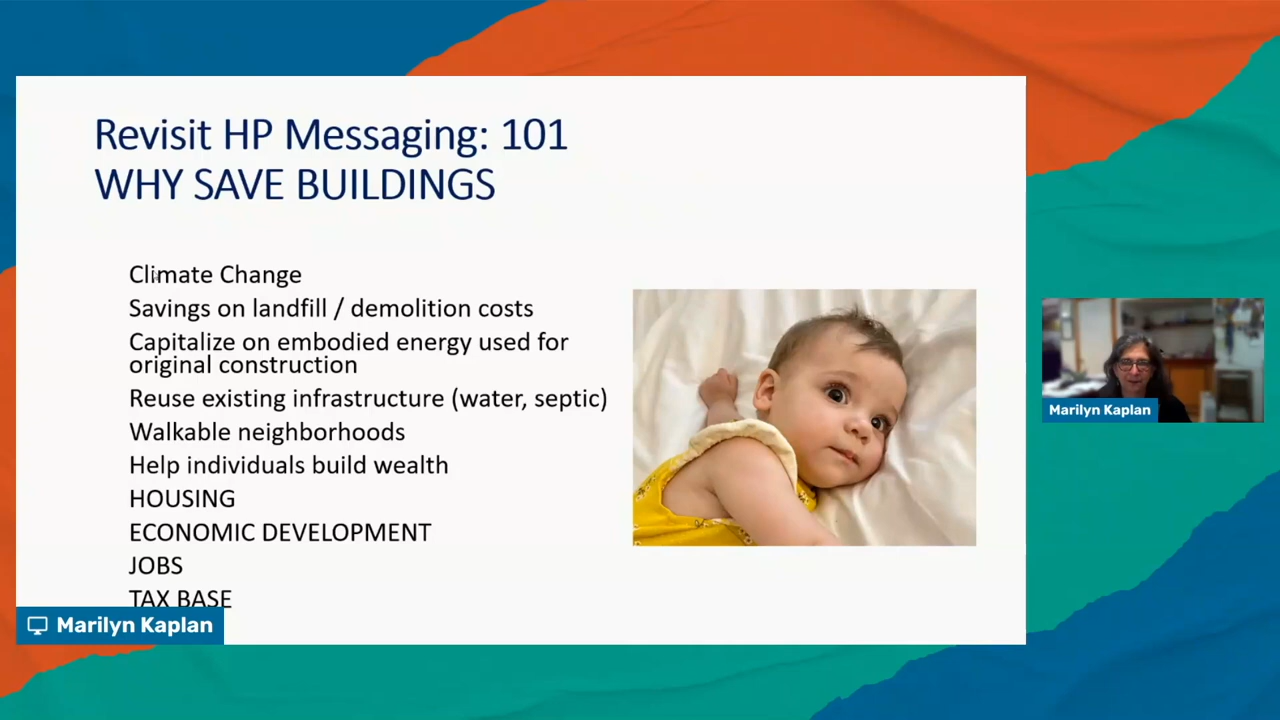 Revisit HP Messaging: 101
WHY SAVE BUILDINGS
Climate Change
Savings on landfill / demolition costs
Capitalize on embodied energy used for
original construction
Reuse existing infrastructure (water, septic)
Walkable neighborhoods
Help individuals build wealth
HOUSING
ECONOMIC DEVELOPMENT
JOBS
TAX BASE
Marilyn Kaplan
Marilyn Kaplan